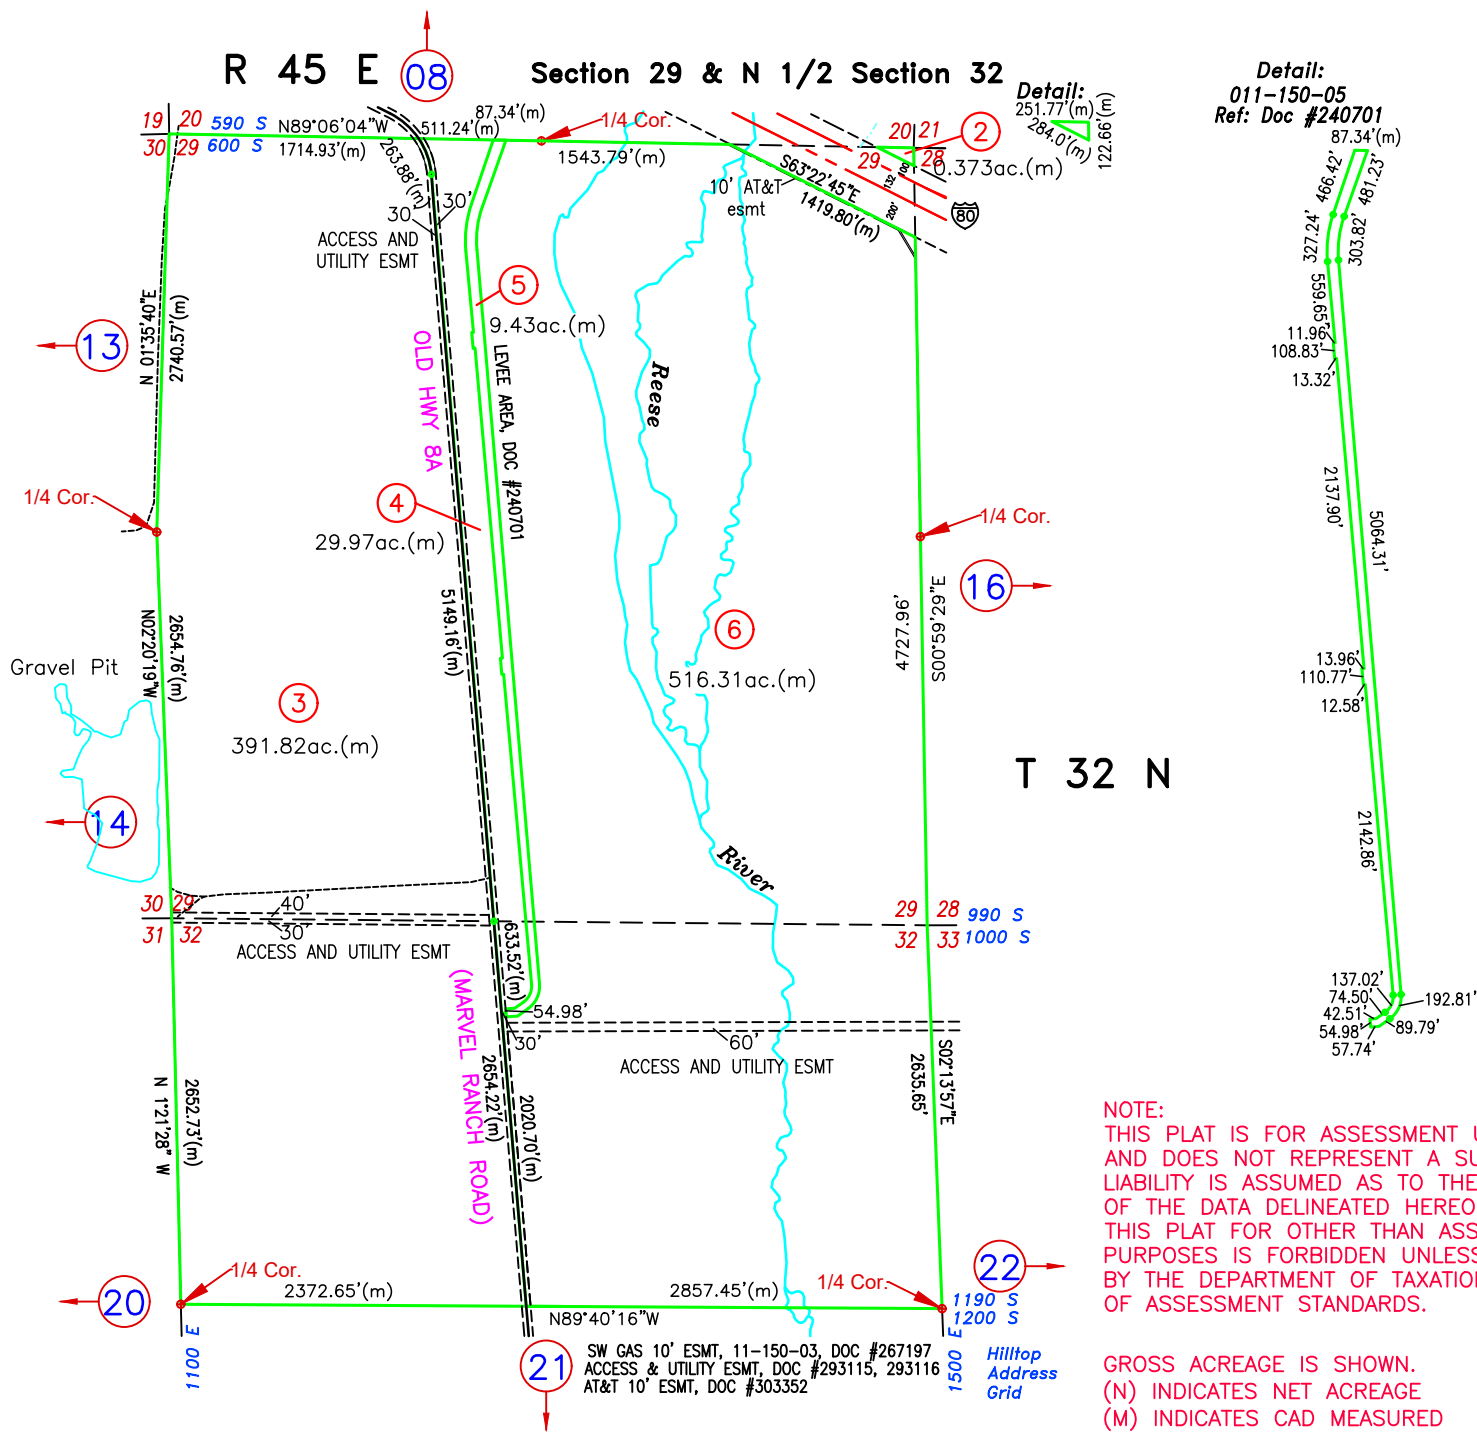 R 45 E
08
Section 29 & N 1/2 Section 32
Detail:
251.77'(m)
284.0'(m)
122.66'(m)
Detail:
011-150-05
Ref: Doc #240701
87.34'(m)
19 20
30 29
590 S
600 S
N89°06'04"W
1714.93'(m)
263.88'(m)
511.24'(m)
87.34'(m)
1/4 Cor.
1543.79'(m)
20 21
29 28
2
0.373ac.(m)
S63°22'45"E
1419.80'(m)
10' AT&T
esmt
132
100'
200'
80
30'
30'
ACCESS AND
UTILITY ESMT
5
9.43ac.(m)
LEVEE AREA, DOC #240701
OLD HWY 8A
13
N 01°35'40"E
2740.57'(m)
1/4 Cor.
4
29.97ac.(m)
5149.16'(m)
Reese
River
6
516.31ac.(m)
1/4 Cor.
16
4727.96'
S00°59'29"E
N02°20'19"W
2654.76'(m)
Gravel Pit
3
391.82ac.(m)
14
T 32 N
30 29
31 32
40'
30'
ACCESS AND UTILITY ESMT
29 28
32 33
990 S
1000 S
633.52'(m)
54.98'
30'
60'
ACCESS AND UTILITY ESMT
(MARVEL RANCH ROAD)
2654.22'(m)
2020.70'(m)
S02°13'57"E
2635.65'
N 1°21'28" W
2652.73'(m)
20
1/4 Cor.
2372.65'(m)
2857.45'(m)
1/4 Cor.
N89°40'16"W
22
1190 S
1200 S
1100 E
1500 E
Hilltop
Address
Grid
21
SW GAS 10' ESMT, 11-150-03, DOC #267197
ACCESS & UTILITY ESMT, DOC #293115, 293116
AT&T 10' ESMT, DOC #303352
466.42'
481.23'
327.24'
303.82'
559.65'
11.96'
108.83'
13.32'
2137.90'
5064.31'
13.96'
110.77'
12.58'
2142.86'
137.02'
74.50'
42.51'
54.98'
57.74'
192.81'
89.79'
NOTE:
THIS PLAT IS FOR ASSESSMENT
AND DOES NOT REPRESENT A
LIABILITY IS ASSUMED AS TO THE
OF THE DATA DELINEATED
THIS PLAT FOR OTHER THAN
PURPOSES IS FORBIDDEN UNLESS
BY THE DEPARTMENT OF
OF ASSESSMENT STANDARDS.
GROSS ACREAGE IS SHOWN.
(N) INDICATES NET ACREAGE
(M) INDICATES CAD MEASURED